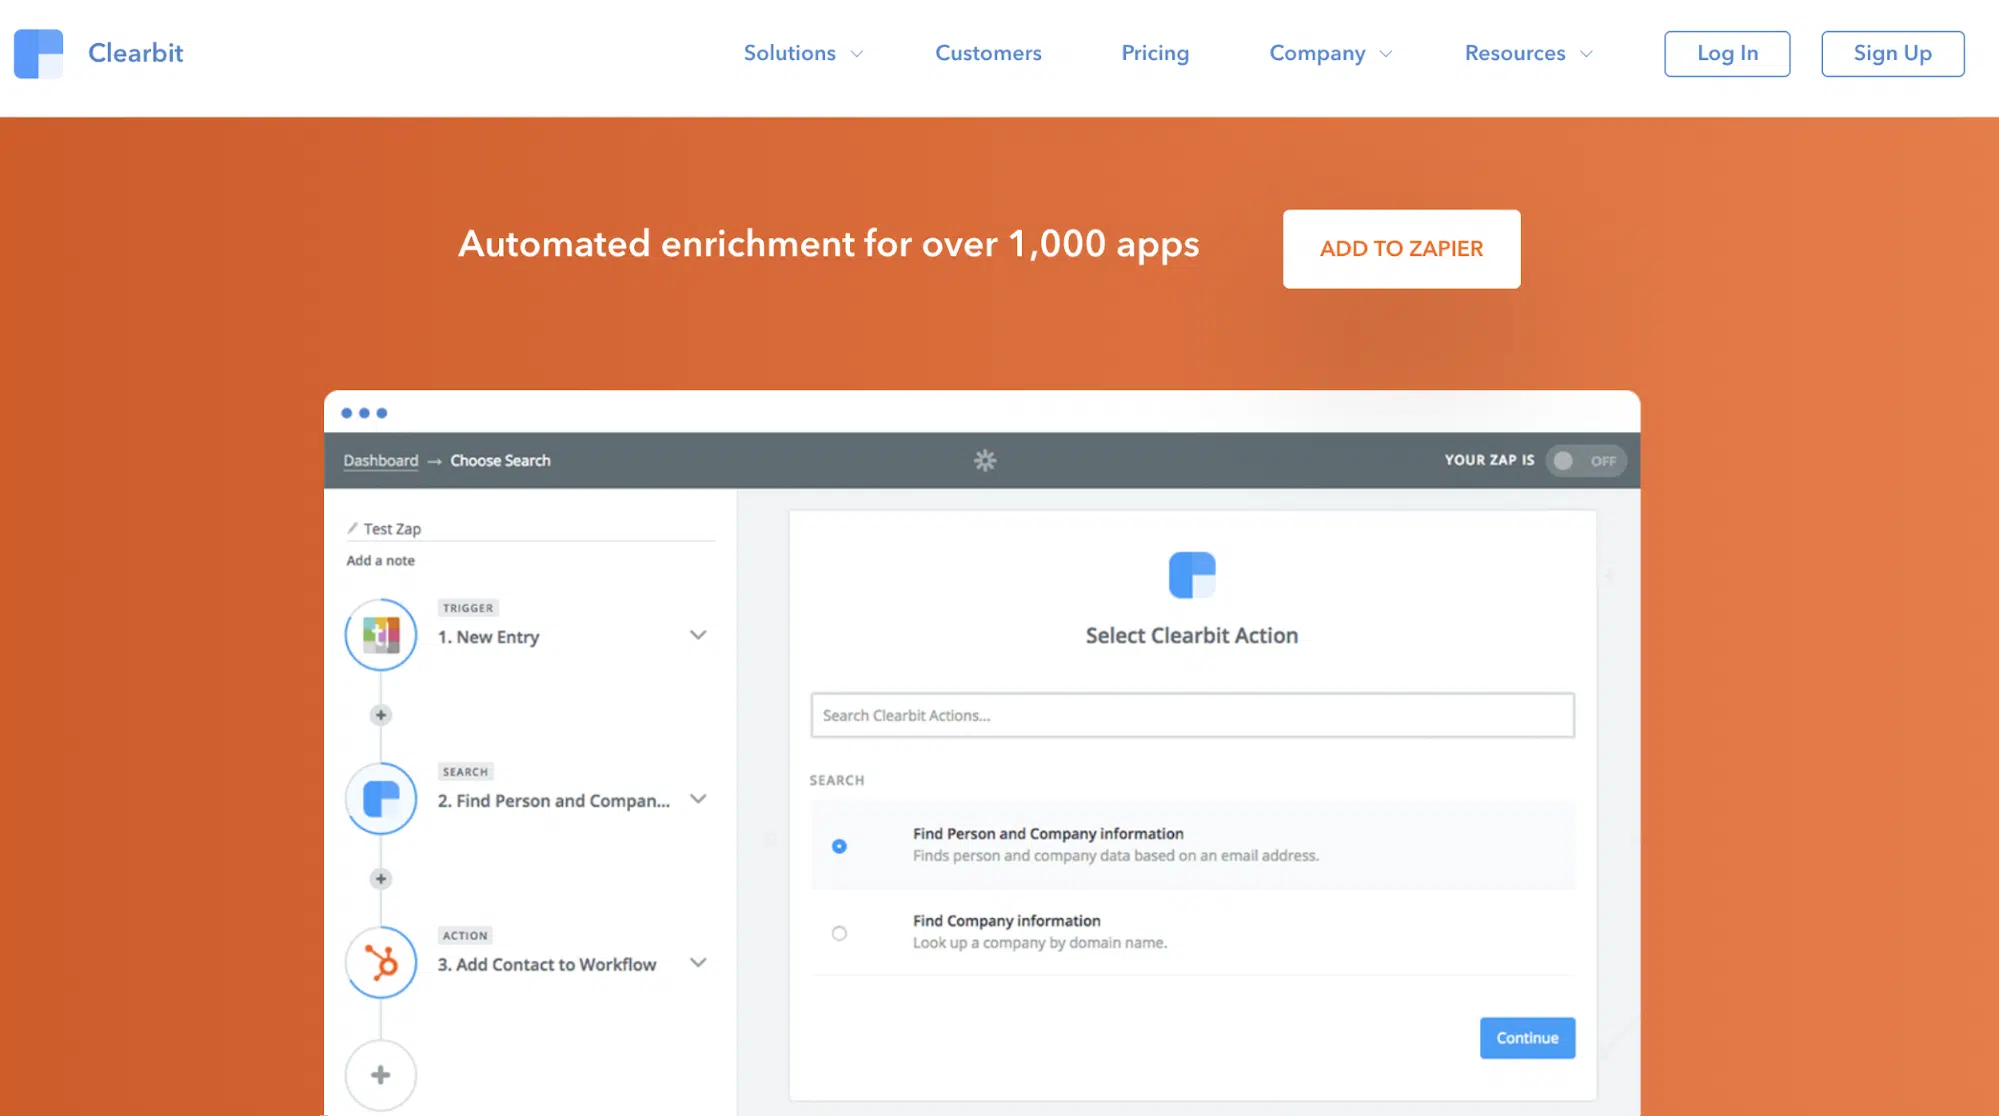 Clearbit
Solutions
Customers
Pricing
Company
Resources
Log In
Sign Up
Automated enrichment for over 1,000 apps
ADD TO ZAPIER
Dashboard → Choose Search
YOUR ZAP IS
OFF
Test Zap
Add a note
TRIGGER
1. New Entry
SEARCH
2. Find Person and Compan...
ACTION
3. Add Contact to Workflow
Select Clearbit Action
Search Clearbit Actions...
SEARCH
Find Person and Company information
Finds person and company data based on an email address.
Find Company information
Look up a company by domain name.
Continue